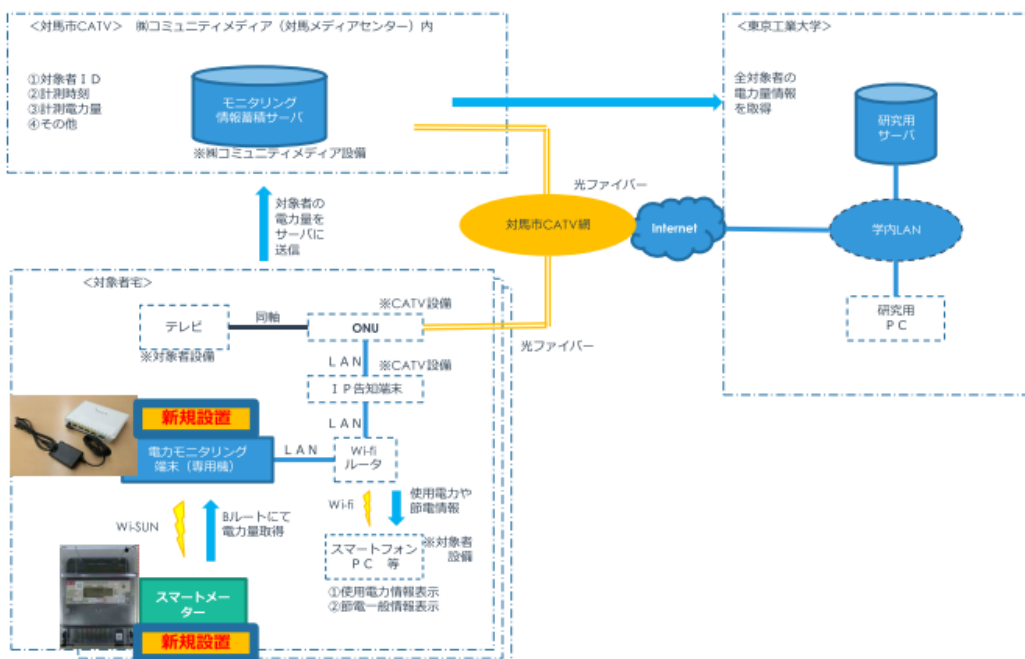 ＜対馬市CATV＞ ㈱コミュニティメディア（対馬メディアセンター）内
①対象者ＩＤ
②計測時刻
③計測電力量
④その他
モニタリング
情報蓄積サーバ
※㈱コミュニティメディア設備
＜東京工業大学＞
全対象者の
電力量情報
を取得
研究用
サーバ
学内LAN
研究用
ＰＣ
対象者の
電力量を
サーバに
送信
光ファイバー
対馬市CATV網
Internet
光ファイバー
＜対象者宅＞
テレビ
※対象者設備
同軸
※CATV設備
ONU
ＬＡＮ
※CATV設備
ＩＰ告知端末
ＬＡＮ
新規設置
電力モニタリング
端末（専用機）
ＬＡＮ
Wi-fi
ルータ
Wi-SUN
Bルートにて
電力量取得
Wi-fi
使用電力や
節電情報
スマートフォン
ＰＣ 等
※対象者
設備
①使用電力情報表示
②節電一般情報表示
スマートメー
ター
新規設置